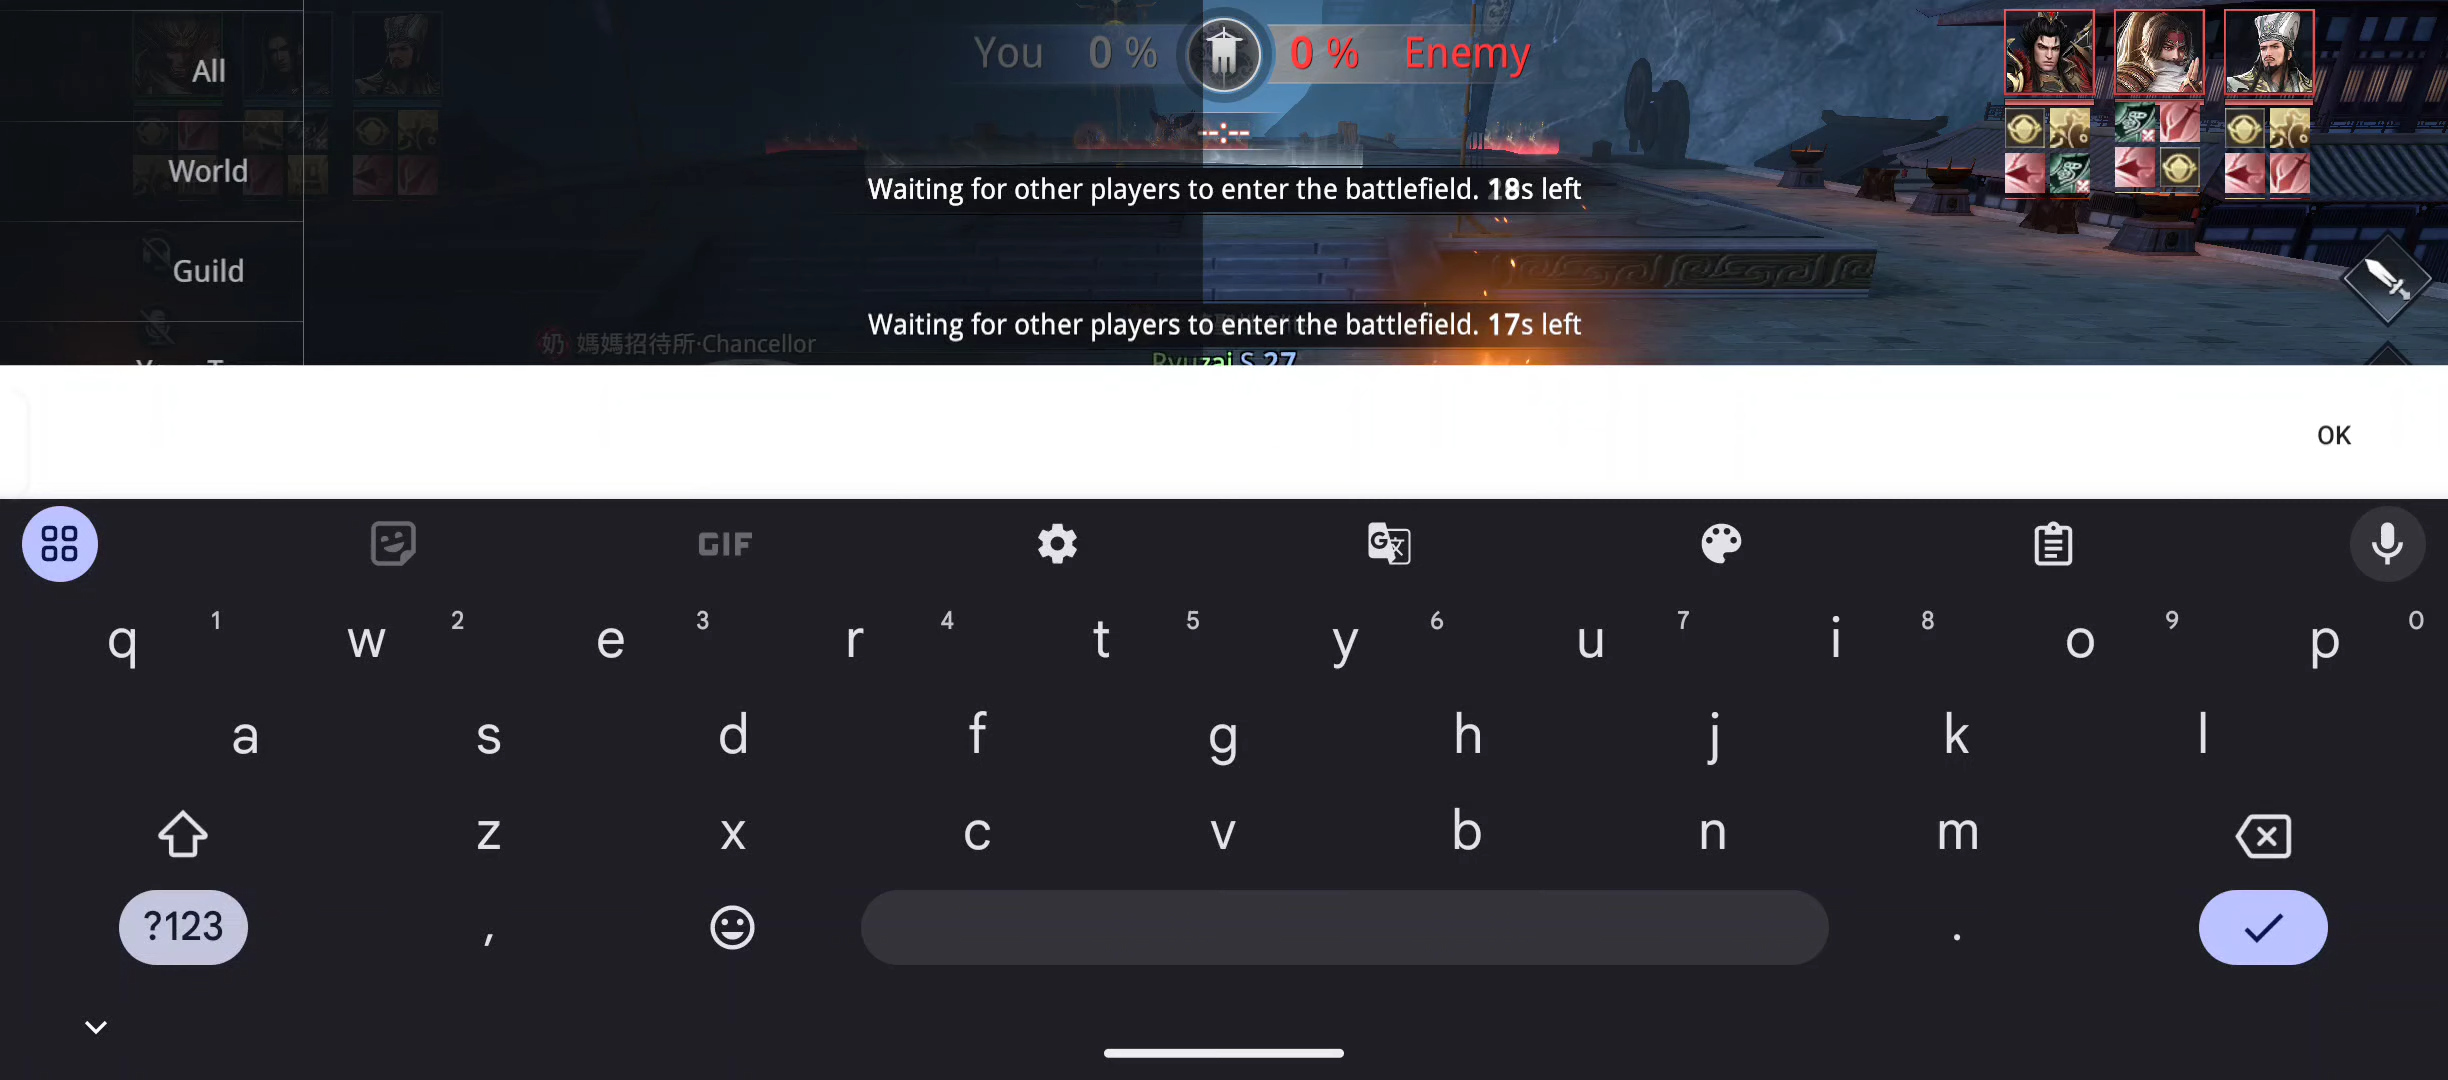 All
World
Guild
You 0 % 0 % Enemy
Waiting for other players to enter the battlefield. 18s left
Waiting for other players to enter the battlefield. 17s left
奶 媽媽招待所·Chancellor
Ryuzai S 27
OK
GIF
q 1 w 2 e 3 r 4 t 5 y 6 u 7 i 8 o 9 p 0
a s d f g h j k l
z x c v b n m
?123 , .